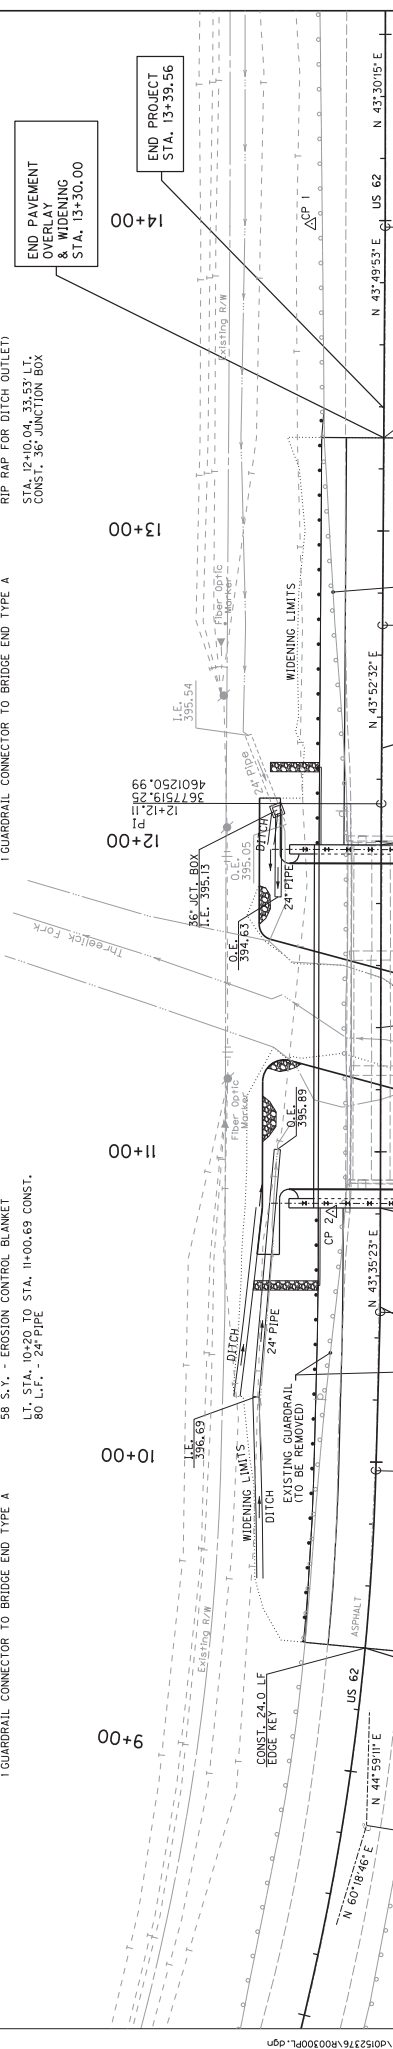 RIP RAP FOR DITCH OUTLET)
STA. 12+10.04, 33.53' LT.
CONST. 36" JUNCTION BOX
1 GUARDRAIL CONNECTOR TO BRIDGE END TYPE A
58 S.Y. - EROSION CONTROL BLANKET
LT. STA. 10+20 TO STA. 11+00.69 CONST.
80 L.F. - 24" PIPE
1 GUARDRAIL CONNECTOR TO BRIDGE END TYPE A
END PAVEMENT
OVERLAY
& WIDENING
STA. 13+30.00
END PROJECT
STA. 13+39.56
14+00
13+00
12+00
11+00
10+00
9+00
Existing R/W
CP 1
N 43°30'15" E
US 62
N 43°49'53" E
Fiber Optic
Marker
I.E.
395.54
WIDENING LIMITS
N 43°52'32" E
24" Pipe
PI
12+12.11
3677519.25
4601250.99
36" JCT. BOX
I.E. 395.13
O.E.
395.05
DITCH
24" PIPE
O.E.
394.63
Threelick Fork
Fiber Optic
Marker
O.E.
395.89
CP 2
N 43°35'23" E
DITCH
24" PIPE
I.E.
396.69
WIDENING LIMITS
DITCH
EXISTING GUARDRAIL
(TO BE REMOVED)
Existing R/W
ASPHALT
CONST. 24.0 LF
EDGE KEY
US 62
N 44°59'11" E
N 60°18'46" E
\d0152376\R00300PL.dgn